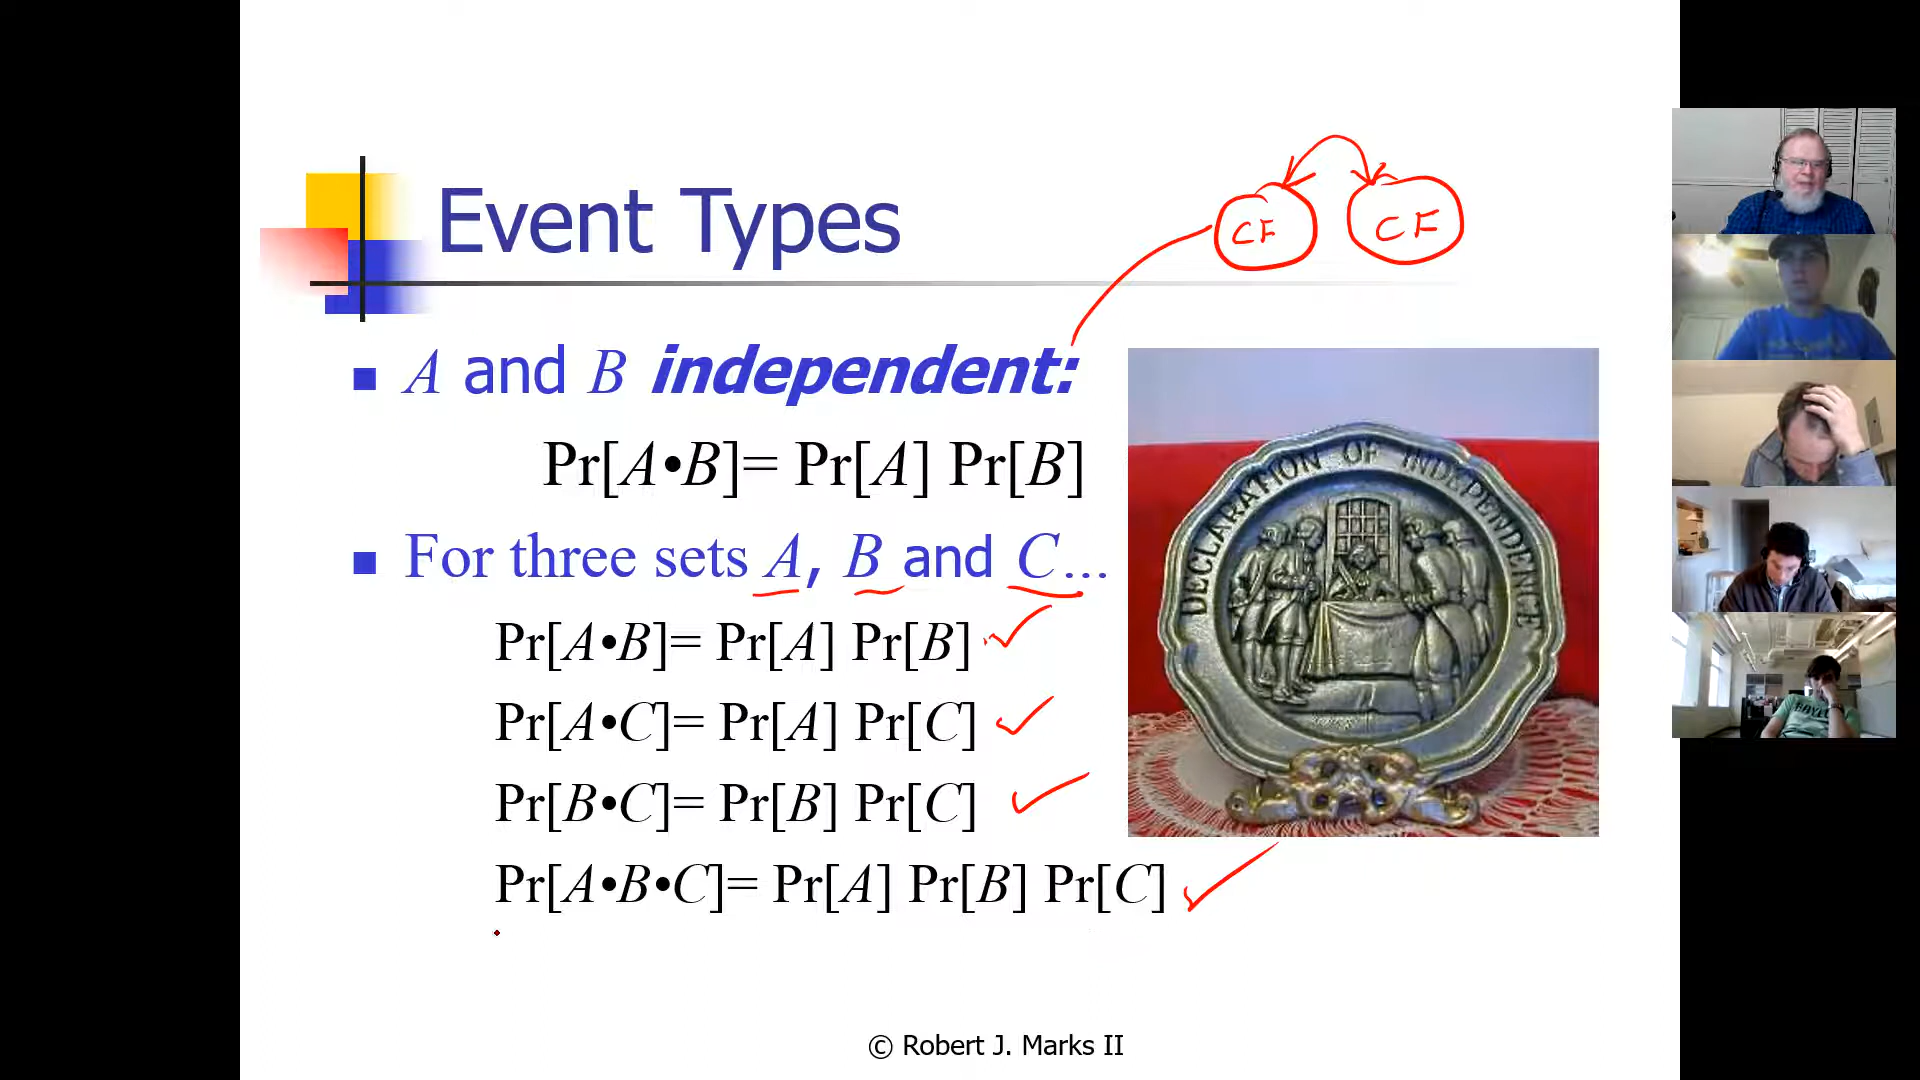 Event Types
CF CF
A and B independent:
Pr[A•B]= Pr[A] Pr[B]
For three sets A, B and C...
Pr[A•B]= Pr[A] Pr[B]
Pr[A•C]= Pr[A] Pr[C]
Pr[B•C]= Pr[B] Pr[C]
Pr[A•B•C]= Pr[A] Pr[B] Pr[C]
DECLARATION OF INDEPENDENCE
© Robert J. Marks II